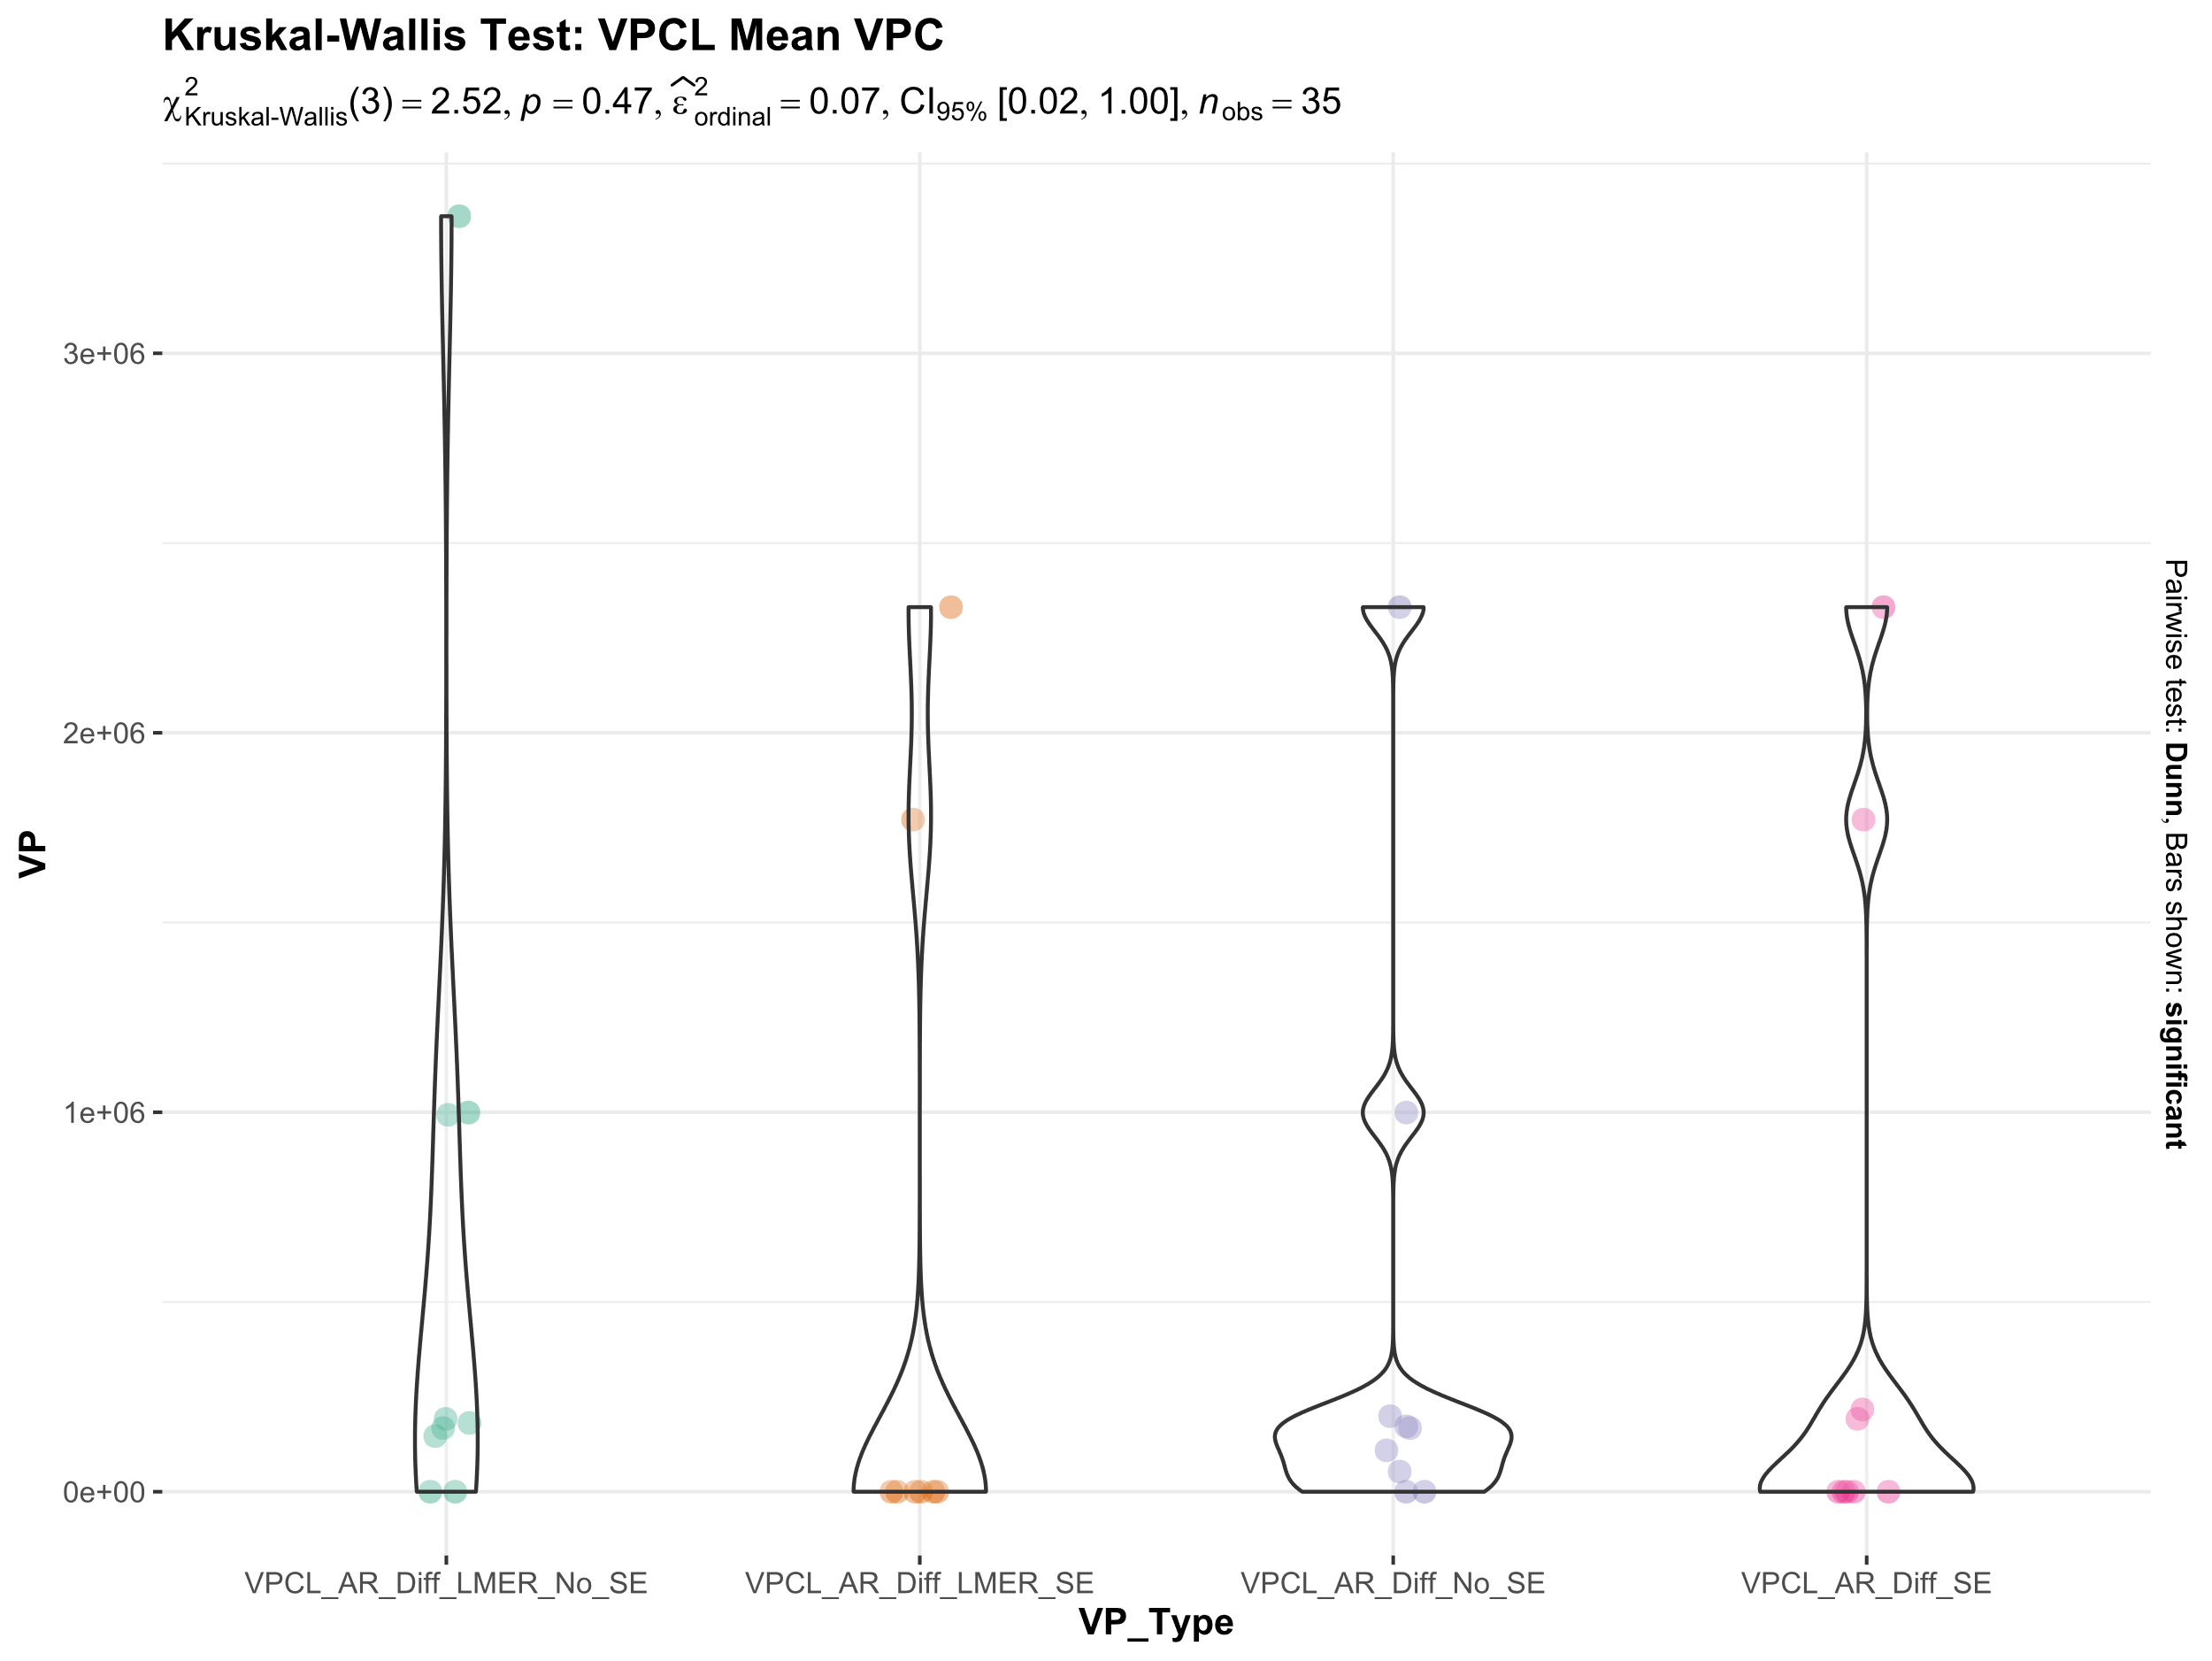 Kruskal-Wallis Test: VPCL Mean VPC
χ²Kruskal-Wallis(3) = 2.52, p = 0.47, ε̂²ordinal = 0.07, CI95% [0.02, 1.00], nobs = 35
VP
3e+06
2e+06
1e+06
0e+00
VPCL_AR_Diff_LMER_No_SE
VPCL_AR_Diff_LMER_SE
VPCL_AR_Diff_No_SE
VPCL_AR_Diff_SE
VP_Type
Pairwise test: Dunn, Bars shown: significant